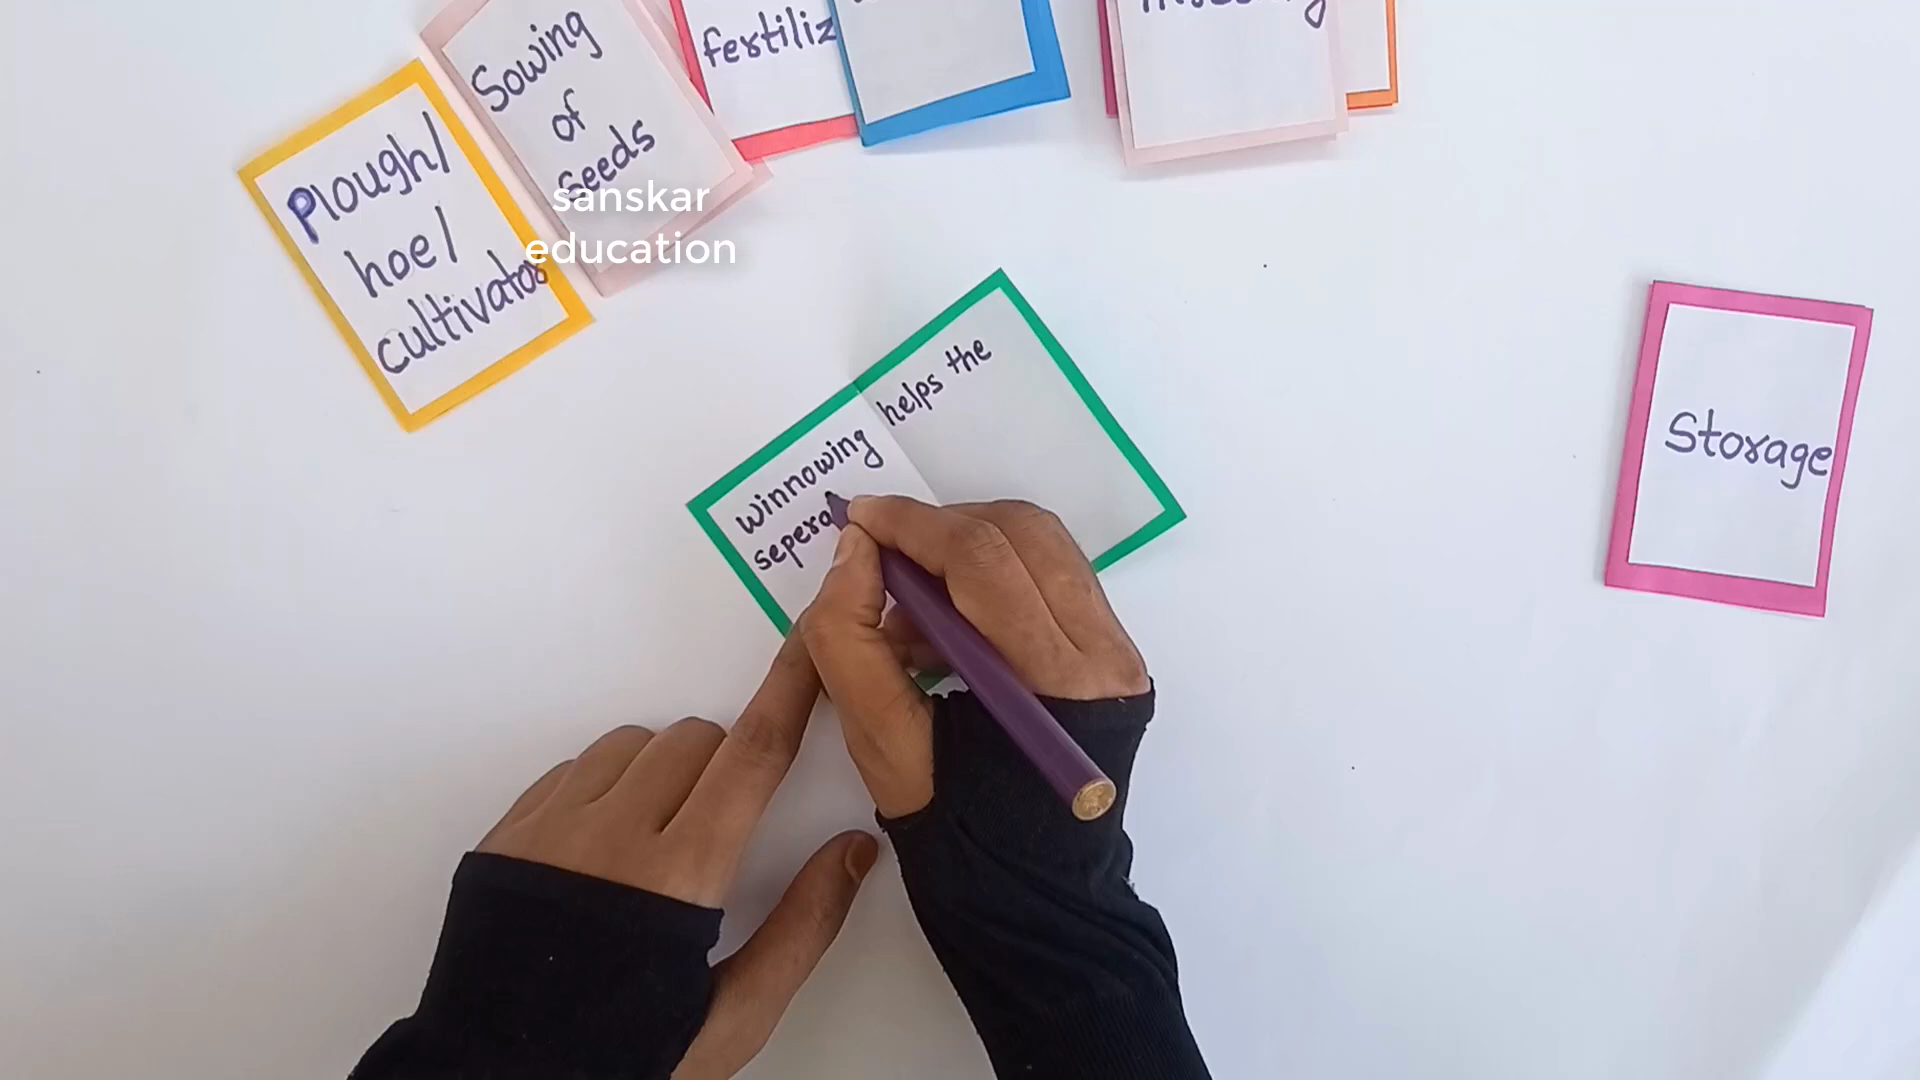 Plough/
hoe/
cultivator
Sowing
of
seeds
fertiliz
sanskar
education
winnowing helps the
sepera
Storage